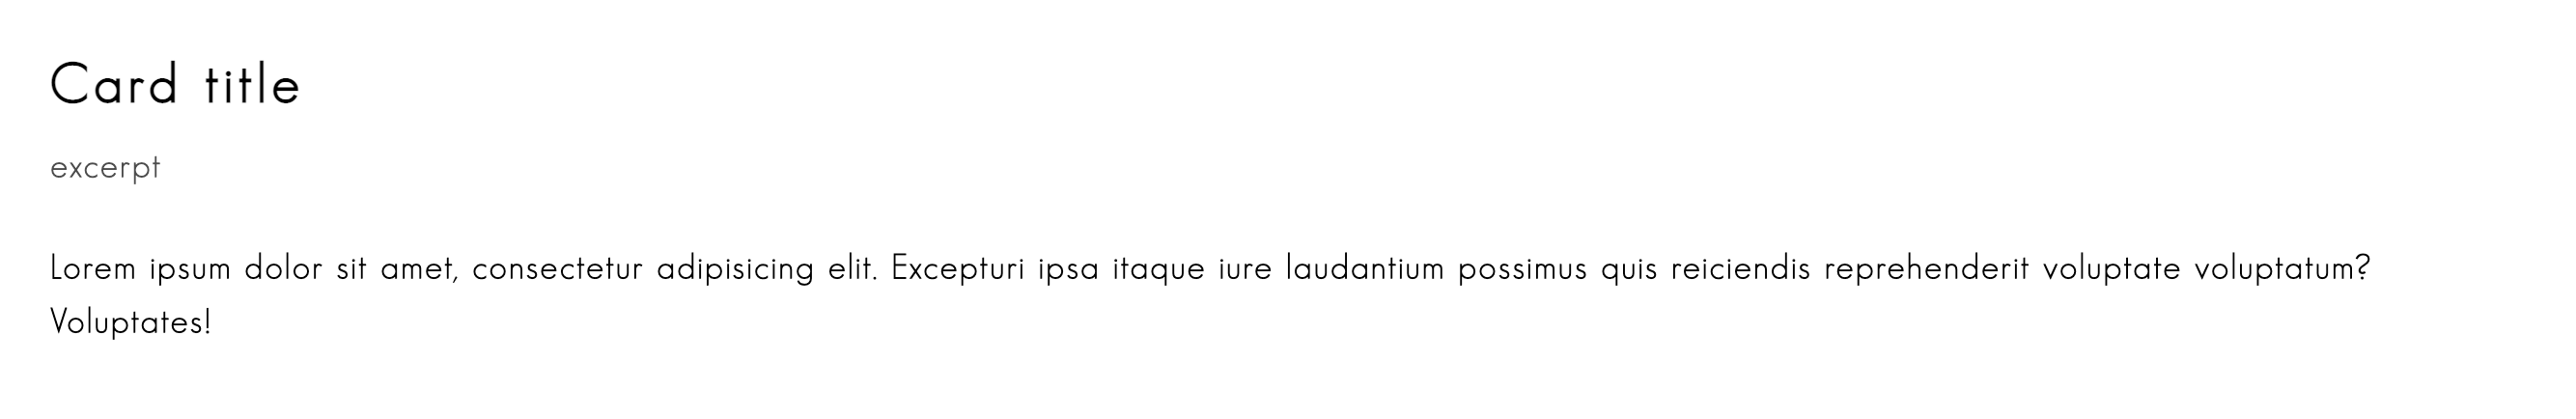 Card title
excerpt
Lorem ipsum dolor sit amet, consectetur adipisicing elit. Excepturi ipsa itaque iure laudantium possimus quis reiciendis reprehenderit voluptate voluptatum?
Voluptates!